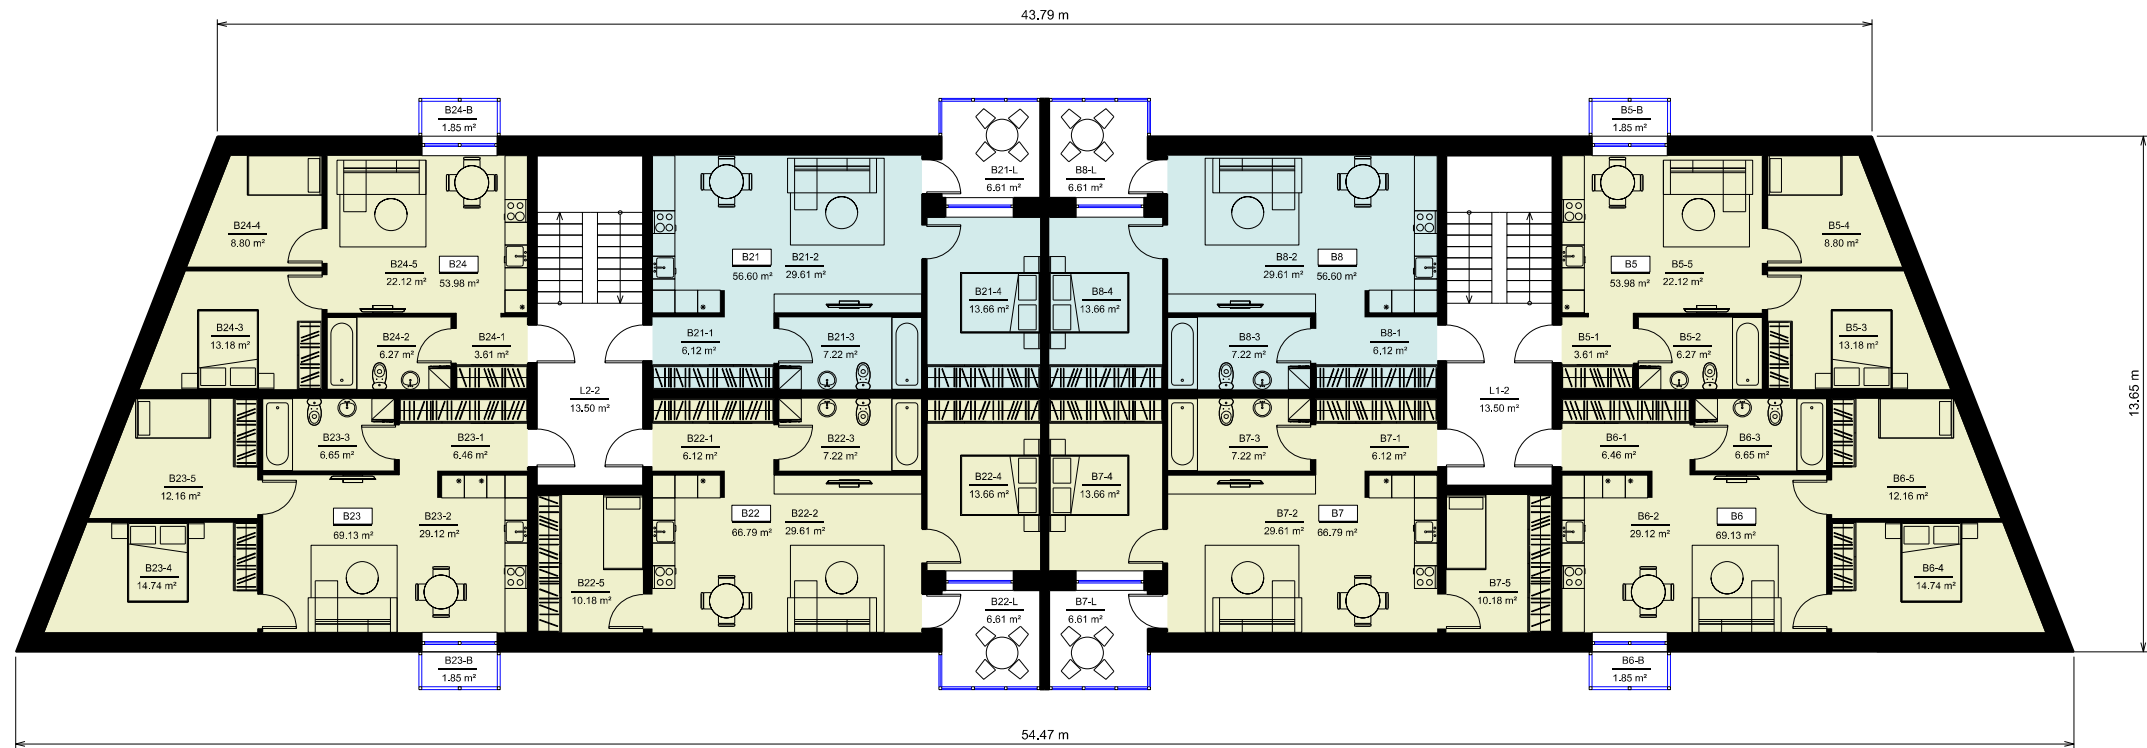 43.79 m
B24-B
1.85 m²
B5-B
1.85 m²
B21-L
6.61 m²
B8-L
6.61 m²
B24-4
8.80 m²
B24-5
22.12 m²
B24
53.98 m²
B21
56.60 m²
B21-2
29.61 m²
B8-2
29.61 m²
B8
56.60 m²
B5
53.98 m²
B5-5
22.12 m²
B5-4
8.80 m²
B24-3
13.18 m²
B24-2
6.27 m²
B24-1
3.61 m²
B21-1
6.12 m²
B21-3
7.22 m²
B21-4
13.66 m²
B8-4
13.66 m²
B8-3
7.22 m²
B8-1
6.12 m²
B5-1
3.61 m²
B5-2
6.27 m²
B5-3
13.18 m²
L2-2
13.50 m²
L1-2
13.50 m²
13.65 m
B23-5
12.16 m²
B23-3
6.65 m²
B23-1
6.46 m²
B22-1
6.12 m²
B22-3
7.22 m²
B22-4
13.66 m²
B7-4
13.66 m²
B7-3
7.22 m²
B7-1
6.12 m²
B6-1
6.46 m²
B6-3
6.65 m²
B6-5
12.16 m²
B23
69.13 m²
B23-2
29.12 m²
B22
66.79 m²
B22-2
29.61 m²
B7-2
29.61 m²
B7
66.79 m²
B6-2
29.12 m²
B6
69.13 m²
B23-4
14.74 m²
B22-5
10.18 m²
B22-L
6.61 m²
B7-L
6.61 m²
B7-5
10.18 m²
B6-4
14.74 m²
B23-B
1.85 m²
B6-B
1.85 m²
54.47 m